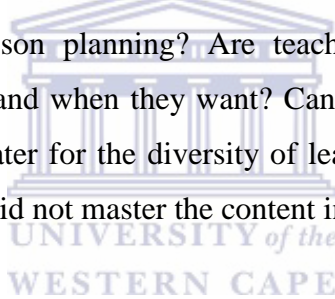 son planning? Are teach
and when they want? Can
ater for the diversity of lea
id not master the content in
UNIVERSITY of the
WESTERN CAPE